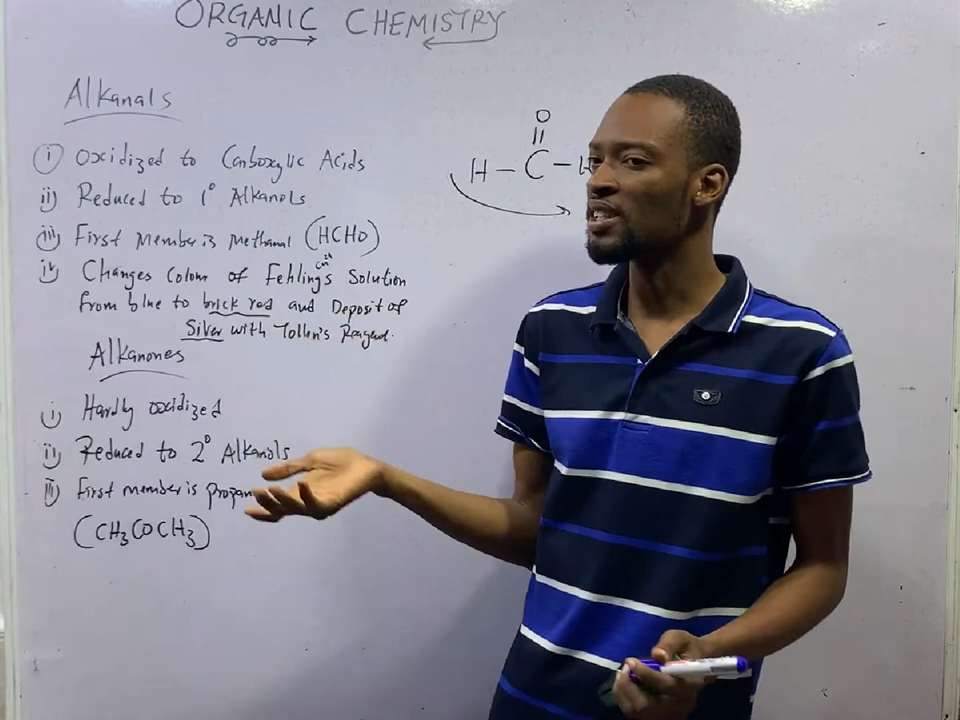 ORGANIC CHEMISTRY
Alkanals
i) Oxidized to Carboxylic Acids
ii) Reduced to 1° Alkanols
iii) First Member is Methanal (HCHO)
iv) Changes Colour of Fehling's Solution
Cu2+
from blue to brick red and Deposit of
Silver with Tollen's Reagent.
Alkanones
i) Hardly oxidized
ii) Reduced to 2° Alkanols
iii) First member is propan
(CH3COCH3)
O
H – C – H